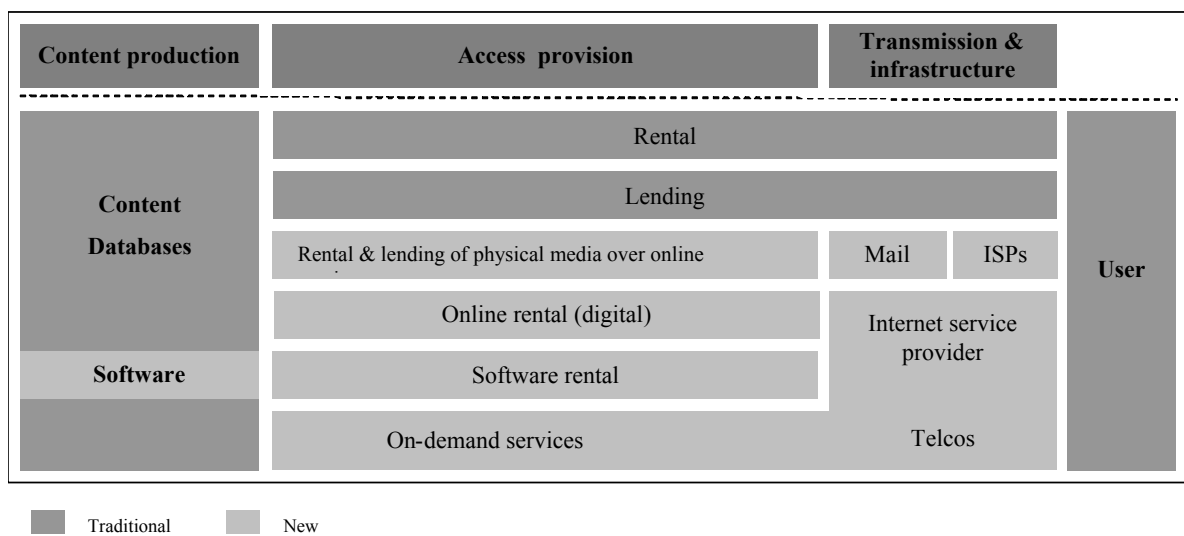 Content production
Access provision
Transmission &
infrastructure
Rental
Lending
Content
Databases
Rental & lending of physical media over online
Mail
ISPs
User
Online rental (digital)
Internet service
provider
Software
Software rental
On-demand services
Telcos
Traditional
New